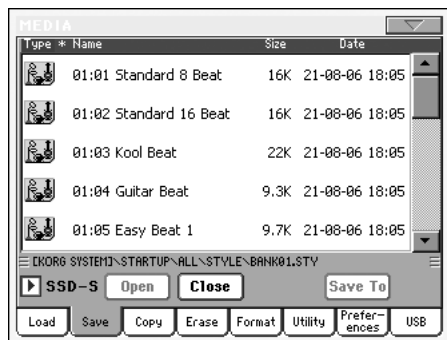 MEDIA
Type * Name Size Date
01:01 Standard 8 Beat 16K 21-08-06 18:05
01:02 Standard 16 Beat 16K 21-08-06 18:05
01:03 Kool Beat 22K 21-08-06 18:05
01:04 Guitar Beat 9.3K 21-08-06 18:05
01:05 Easy Beat 1 9.7K 21-08-06 18:05
[KORG SYSTEM]\STARTUP\ALL\STYLE\BANK01.STY
SSD-S Open Close Save To
Load Save Copy Erase Format Utility Prefer-ences USB